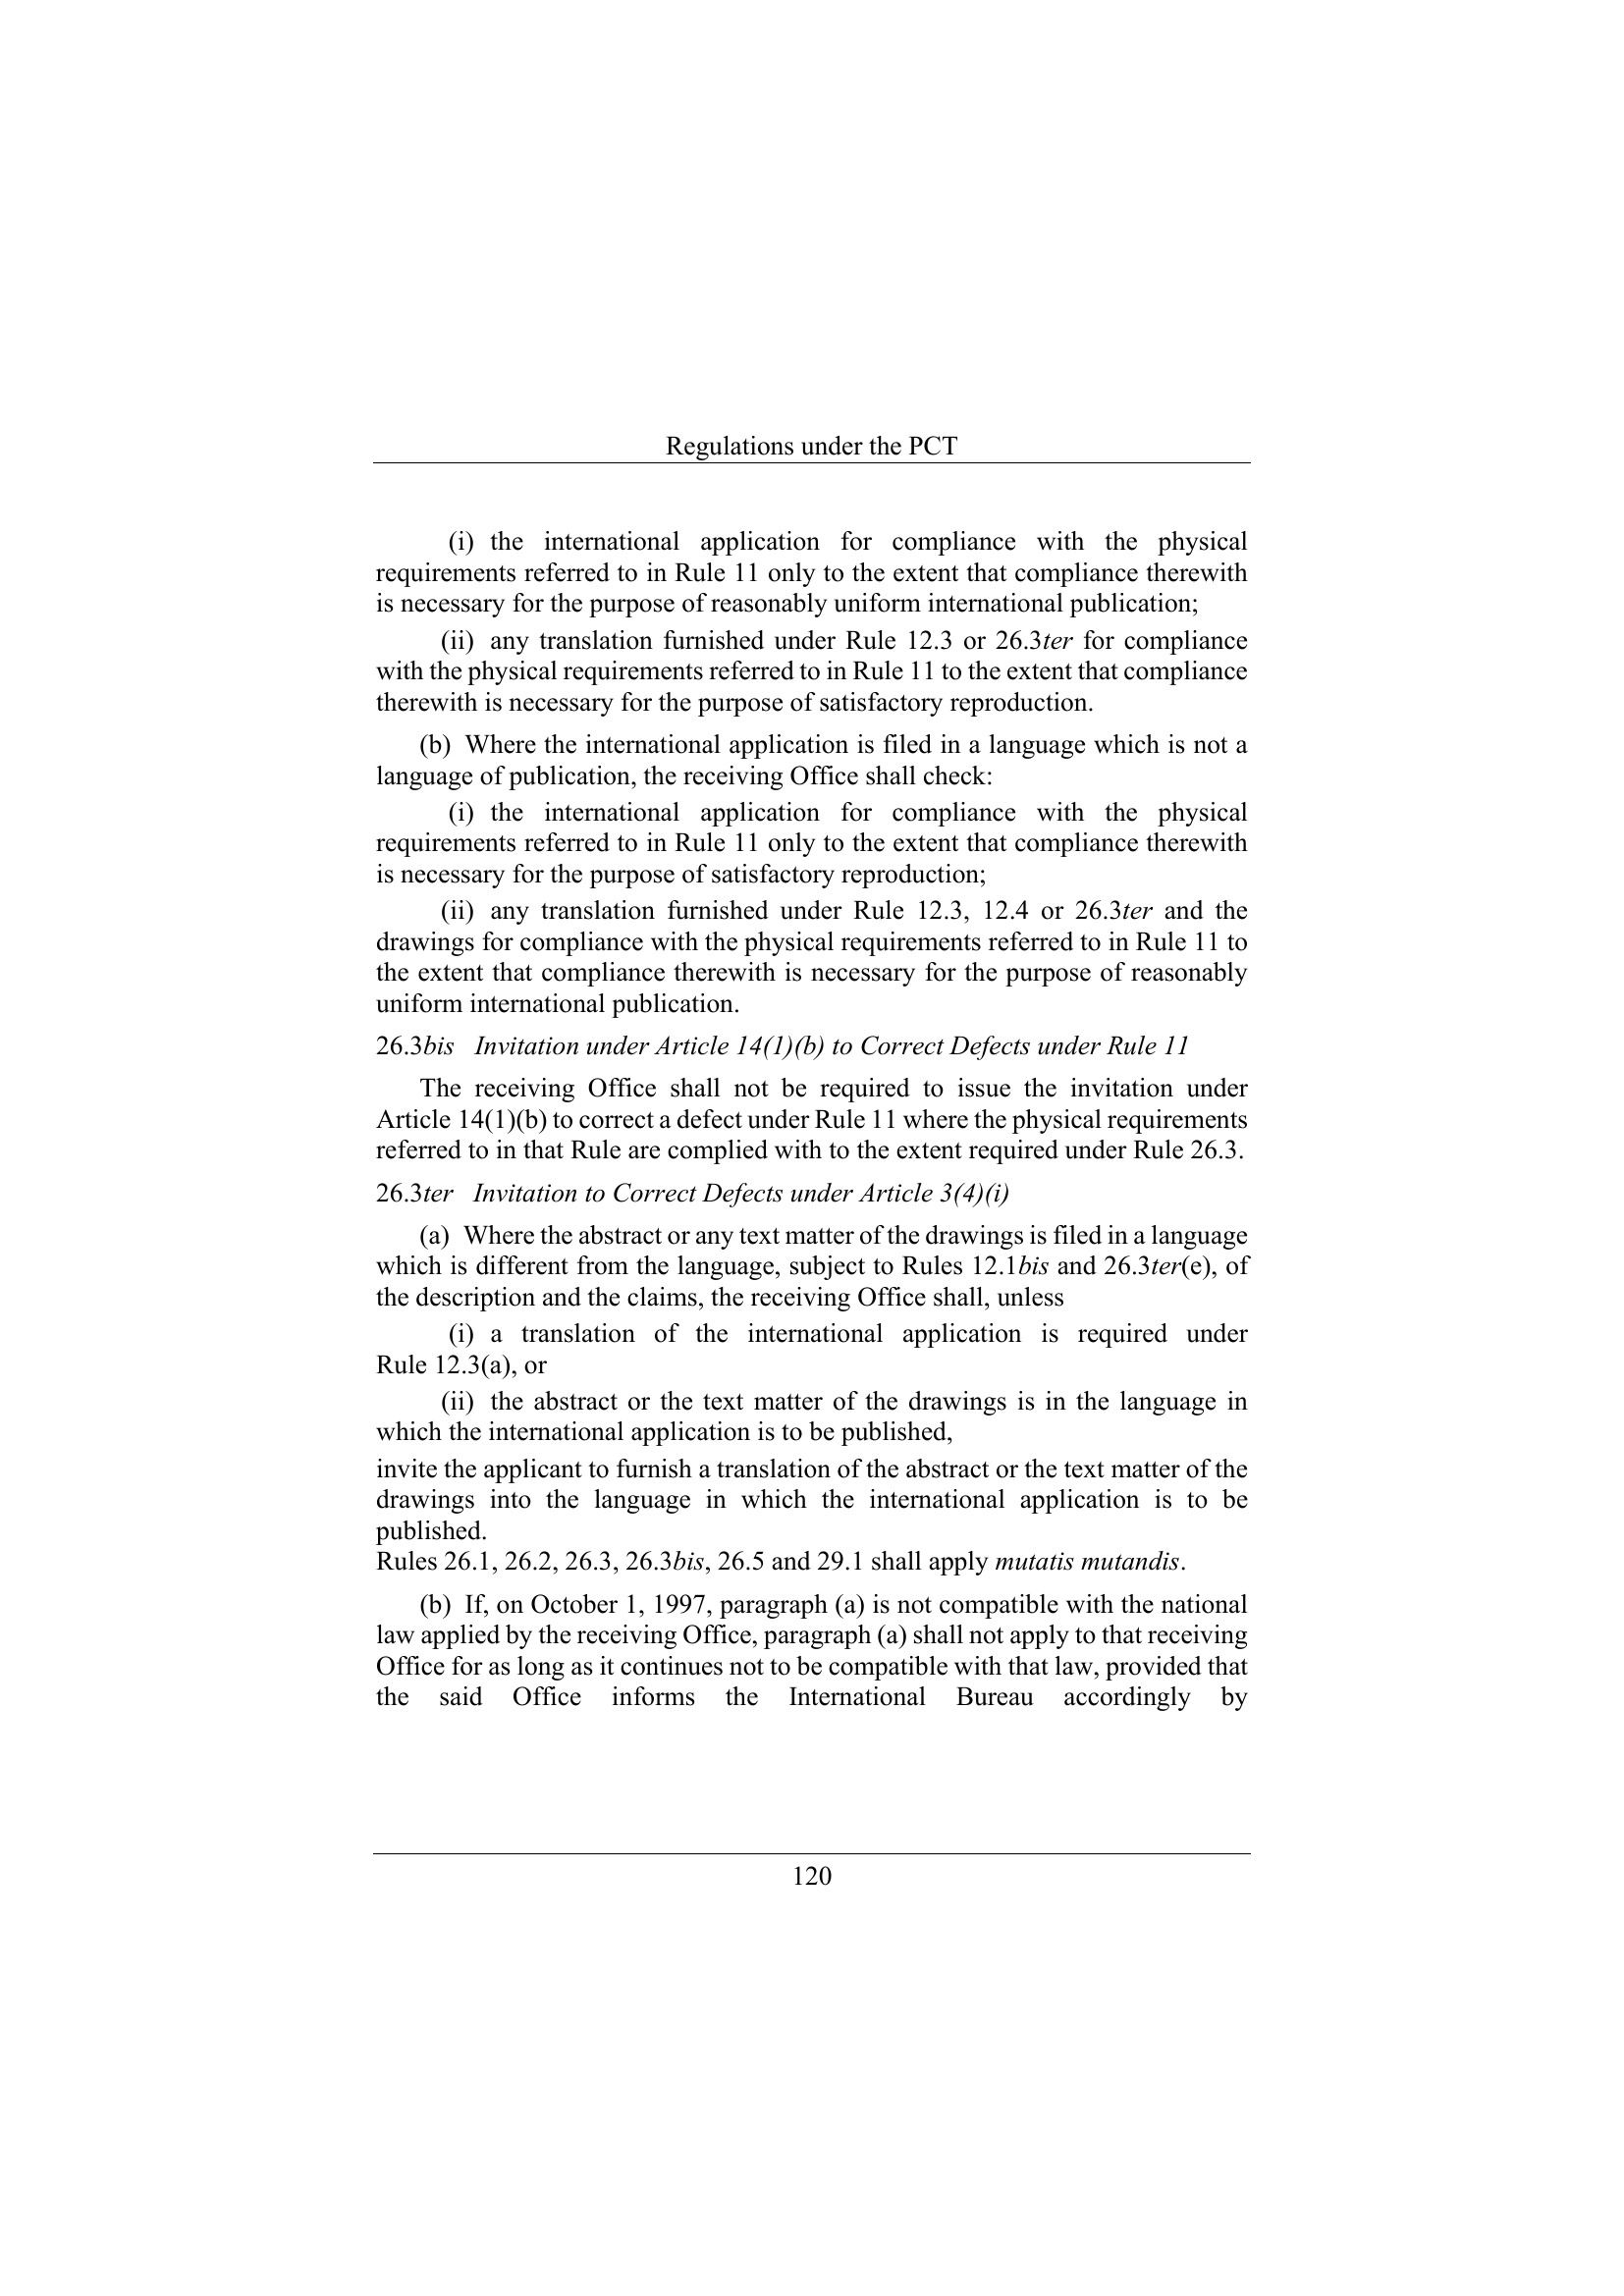 Regulations under the PCT
(i) the international application for compliance with the physical
requirements referred to in Rule 11 only to the extent that compliance therewith
is necessary for the purpose of reasonably uniform international publication;
(ii) any translation furnished under Rule 12.3 or 26.3ter for compliance
with the physical requirements referred to in Rule 11 to the extent that compliance
therewith is necessary for the purpose of satisfactory reproduction.
(b) Where the international application is filed in a language which is not a
language of publication, the receiving Office shall check:
(i) the international application for compliance with the physical
requirements referred to in Rule 11 only to the extent that compliance therewith
is necessary for the purpose of satisfactory reproduction;
(ii) any translation furnished under Rule 12.3, 12.4 or 26.3ter and the
drawings for compliance with the physical requirements referred to in Rule 11 to
the extent that compliance therewith is necessary for the purpose of reasonably
uniform international publication.
26.3bis Invitation under Article 14(1)(b) to Correct Defects under Rule 11
The receiving Office shall not be required to issue the invitation under
Article 14(1)(b) to correct a defect under Rule 11 where the physical requirements
referred to in that Rule are complied with to the extent required under Rule 26.3.
26.3ter Invitation to Correct Defects under Article 3(4)(i)
(a) Where the abstract or any text matter of the drawings is filed in a language
which is different from the language, subject to Rules 12.1bis and 26.3ter(e), of
the description and the claims, the receiving Office shall, unless
(i) a translation of the international application is required under
Rule 12.3(a), or
(ii) the abstract or the text matter of the drawings is in the language in
which the international application is to be published,
invite the applicant to furnish a translation of the abstract or the text matter of the
drawings into the language in which the international application is to be
published.
Rules 26.1, 26.2, 26.3, 26.3bis, 26.5 and 29.1 shall apply mutatis mutandis.
(b) If, on October 1, 1997, paragraph (a) is not compatible with the national
law applied by the receiving Office, paragraph (a) shall not apply to that receiving
Office for as long as it continues not to be compatible with that law, provided that
the said Office informs the International Bureau accordingly by
120